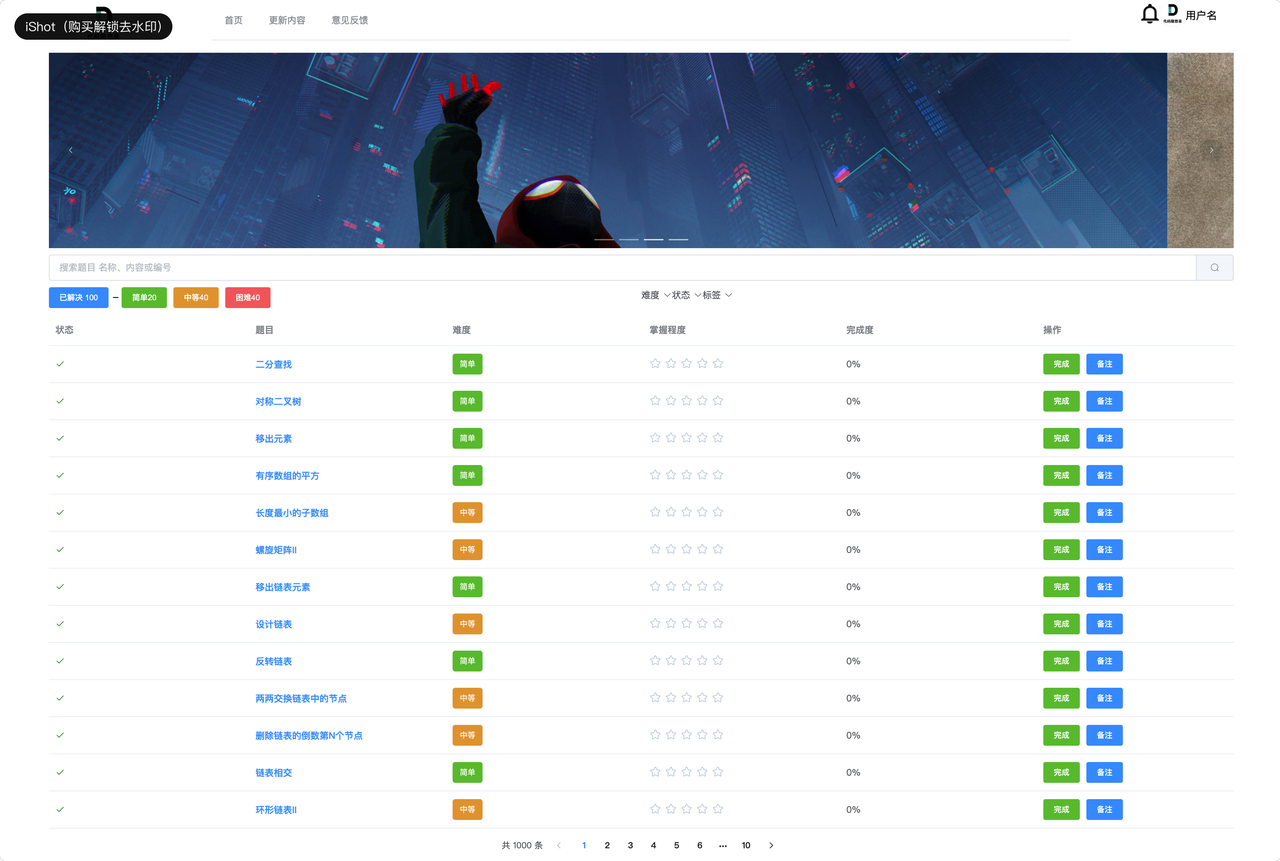 iShot（购买解锁去水印）
首页 更新内容 意见反馈
用户名
yo
搜索题目 名称、内容或编号
已解决 100 – 简单20 中等40 困难40
难度 状态 标签
状态 题目 难度 掌握程度 完成度 操作
二分查找 简单 0% 完成 备注
对称二叉树 简单 0% 完成 备注
移出元素 简单 0% 完成 备注
有序数组的平方 简单 0% 完成 备注
长度最小的子数组 中等 0% 完成 备注
螺旋矩阵II 中等 0% 完成 备注
移出链表元素 简单 0% 完成 备注
设计链表 中等 0% 完成 备注
反转链表 简单 0% 完成 备注
两两交换链表中的节点 中等 0% 完成 备注
删除链表的倒数第N个节点 中等 0% 完成 备注
链表相交 简单 0% 完成 备注
环形链表II 中等 0% 完成 备注
共 1000 条 1 2 3 4 5 6 ··· 10